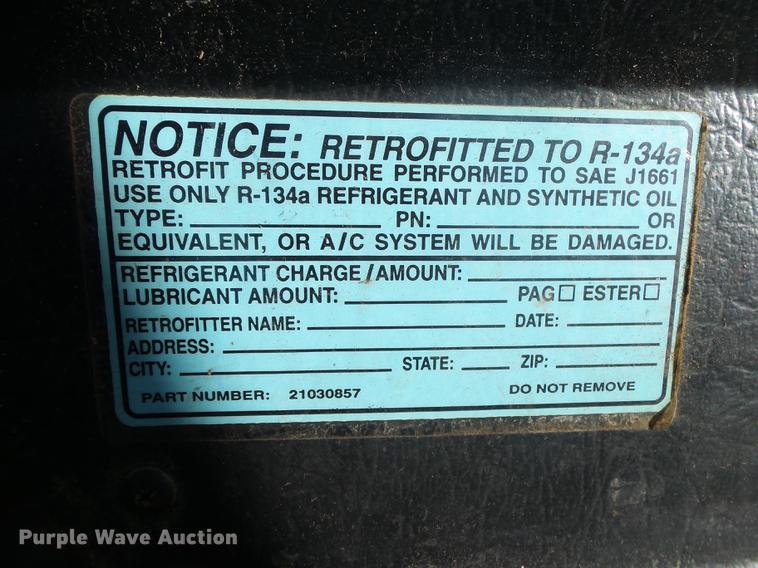 NOTICE: RETROFITTED TO R-134a
RETROFIT PROCEDURE PERFORMED TO SAE J1661
USE ONLY R-134a REFRIGERANT AND SYNTHETIC OIL
TYPE: PN: OR
EQUIVALENT, OR A/C SYSTEM WILL BE DAMAGED.
REFRIGERANT CHARGE/AMOUNT:
LUBRICANT AMOUNT: PAG☐ ESTER☐
RETROFITTER NAME: DATE:
ADDRESS:
CITY: STATE: ZIP:
PART NUMBER: 21030857 DO NOT REMOVE
Purple Wave Auction